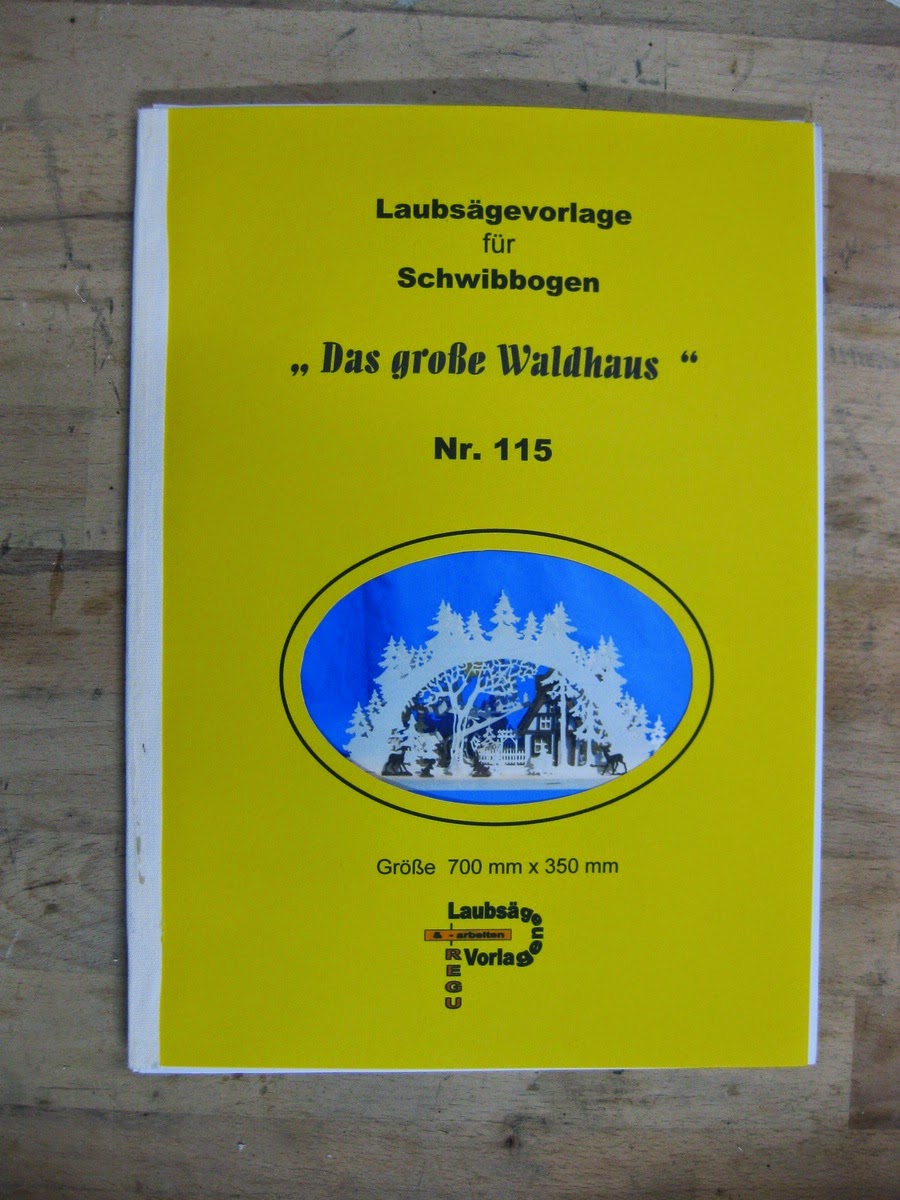 Laubsägevorlage
für
Schwibbogen
„ Das große Waldhaus “
Nr. 115
Größe 700 mm x 350 mm
Laubsäge
& - arbeiten
Vorlagen
REGU